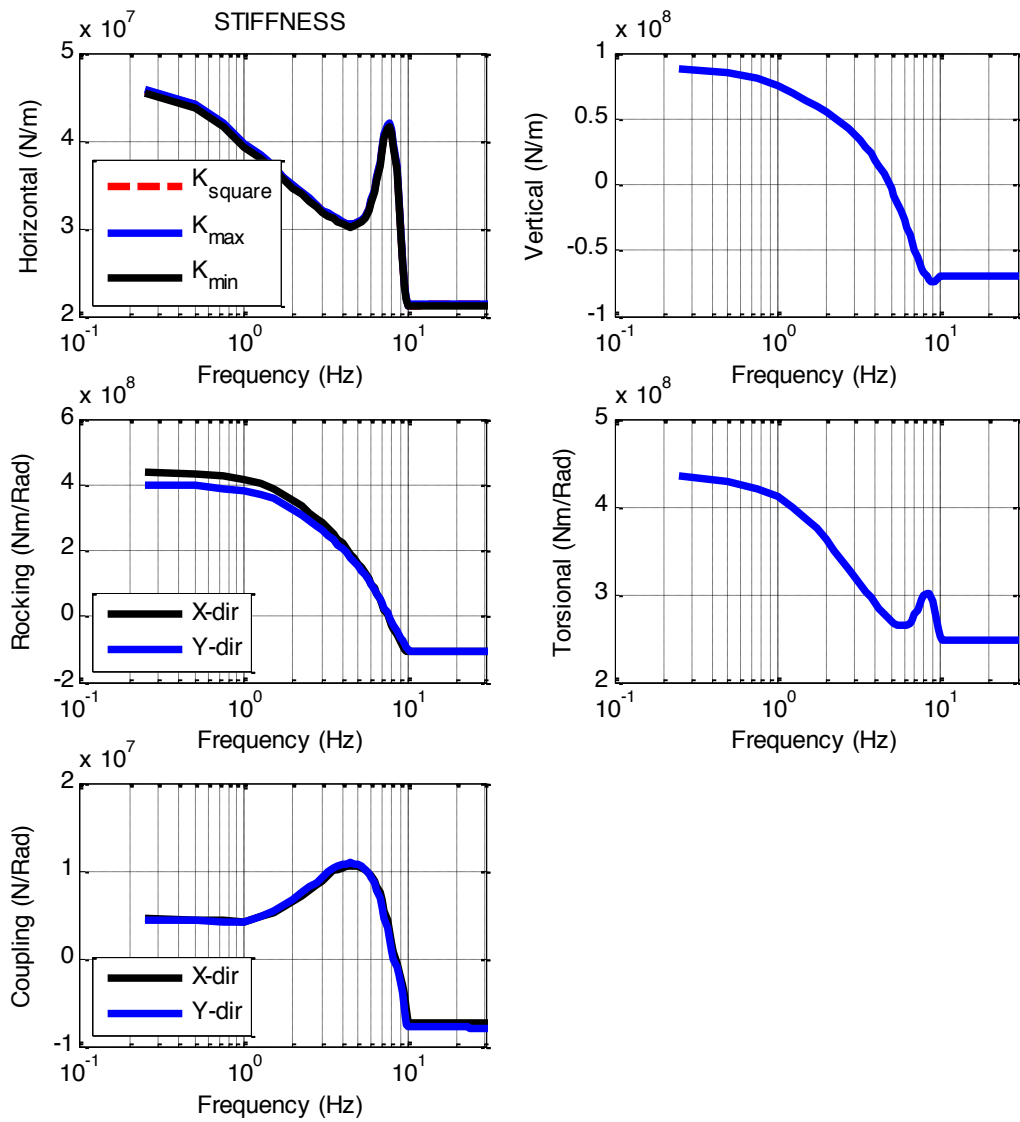 STIFFNESS
x 10^7
5
4
3
2
Horizontal (N/m)
K_square
K_max
K_min
10^-1 10^0 10^1
Frequency (Hz)
x 10^8
1
0.5
0
-0.5
-1
Vertical (N/m)
10^-1 10^0 10^1
Frequency (Hz)
x 10^8
6
4
2
0
-2
Rocking (Nm/Rad)
X-dir
Y-dir
10^-1 10^0 10^1
Frequency (Hz)
x 10^8
5
4
3
2
Torsional (Nm/Rad)
10^-1 10^0 10^1
Frequency (Hz)
x 10^7
2
1
0
-1
Coupling (N/Rad)
X-dir
Y-dir
10^-1 10^0 10^1
Frequency (Hz)